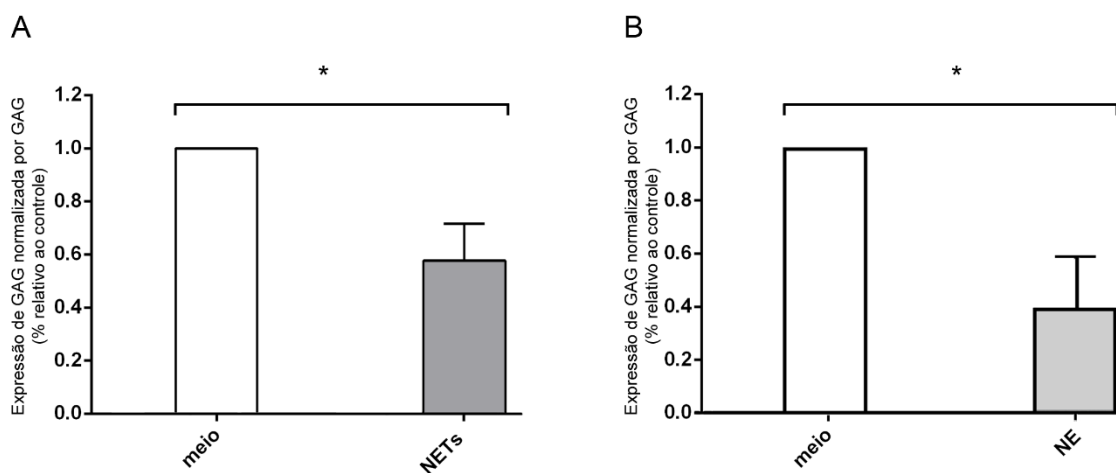 A
*
Expressão de GAG normalizada por GAG
(% relativo ao controle)
1.2
1.0
0.8
0.6
0.4
0.2
0.0
meio
NETs
B
*
Expressão de GAG normalizada por GAG
(% relativo ao controle)
1.2
1.0
0.8
0.6
0.4
0.2
0.0
meio
NE